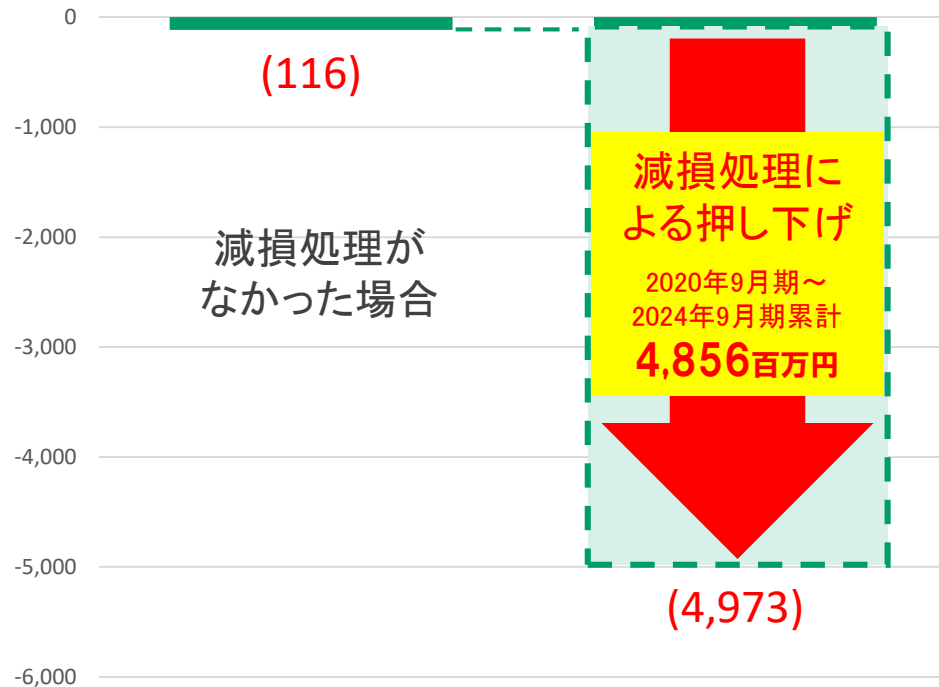 0
-1,000
-2,000
-3,000
-4,000
-5,000
-6,000
(116)
減損処理が
なかった場合
減損処理に
よる押し下げ
2020年9月期～
2024年9月期累計
4,856百万円
(4,973)